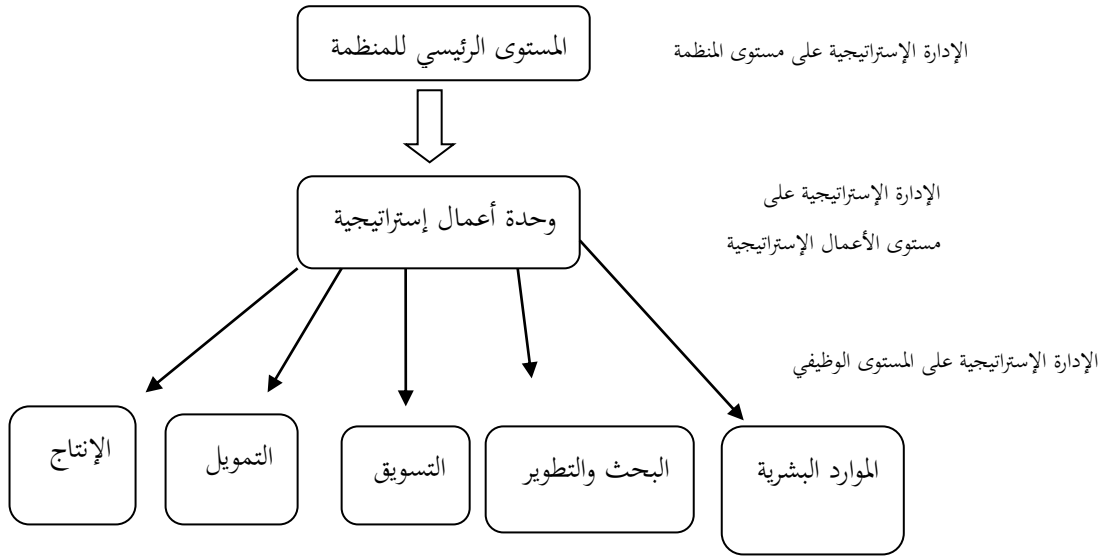 المستوى الرئيسي للمنظمة
الإدارة الإستراتيجية على مستوى المنظمة
وحدة أعمال إستراتيجية
الإدارة الإستراتيجية على
مستوى الأعمال الإستراتيجية
الإدارة الإستراتيجية على المستوى الوظيفي
الموارد البشرية
البحث والتطوير
التسويق
التمويل
الإنتاج